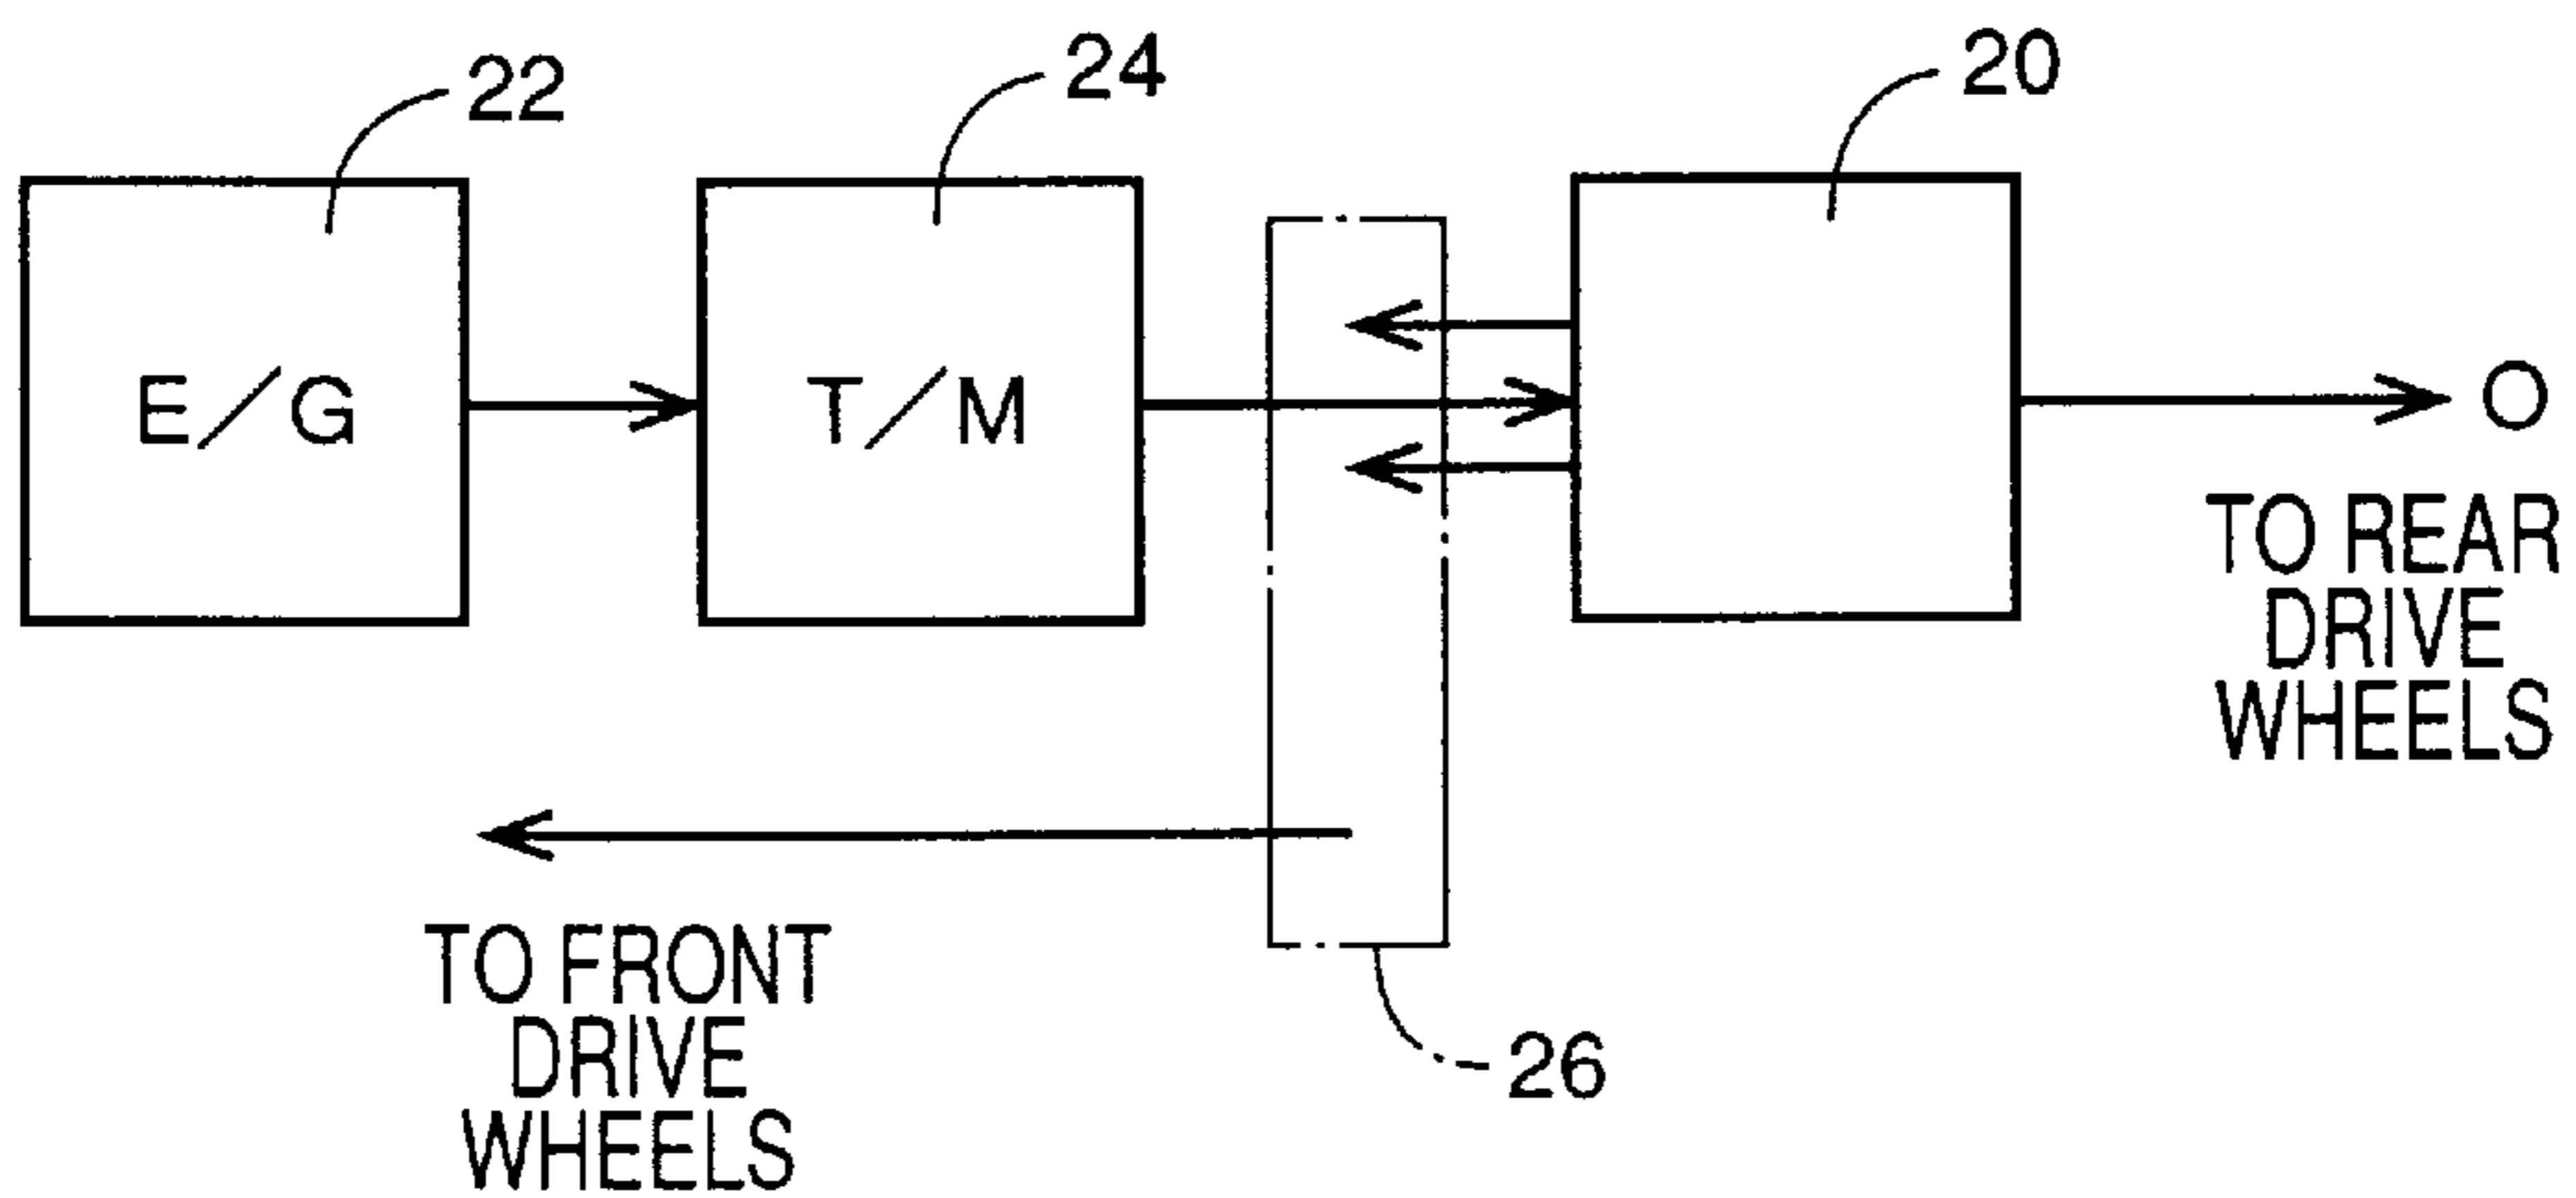 22
24
20
E/G
T/M
O
TO REAR
DRIVE
WHEELS
TO FRONT
DRIVE
WHEELS
26